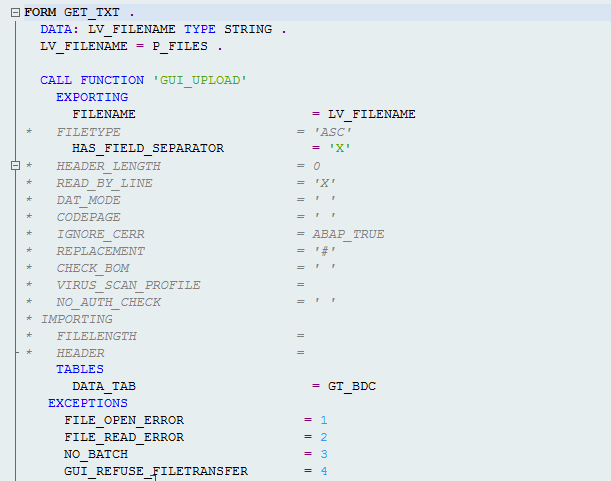 FORM GET_TXT .
DATA: LV_FILENAME TYPE STRING .
LV_FILENAME = P_FILES .
CALL FUNCTION 'GUI_UPLOAD'
EXPORTING
FILENAME = LV_FILENAME
* FILETYPE = 'ASC'
HAS_FIELD_SEPARATOR = 'X'
* HEADER_LENGTH = 0
* READ_BY_LINE = 'X'
* DAT_MODE = ' '
* CODEPAGE = ' '
* IGNORE_CERR = ABAP_TRUE
* REPLACEMENT = '#'
* CHECK_BOM = ' '
* VIRUS_SCAN_PROFILE =
* NO_AUTH_CHECK = ' '
* IMPORTING
* FILELENGTH =
* HEADER =
TABLES
DATA_TAB = GT_BDC
EXCEPTIONS
FILE_OPEN_ERROR = 1
FILE_READ_ERROR = 2
NO_BATCH = 3
GUI_REFUSE_FILETRANSFER = 4